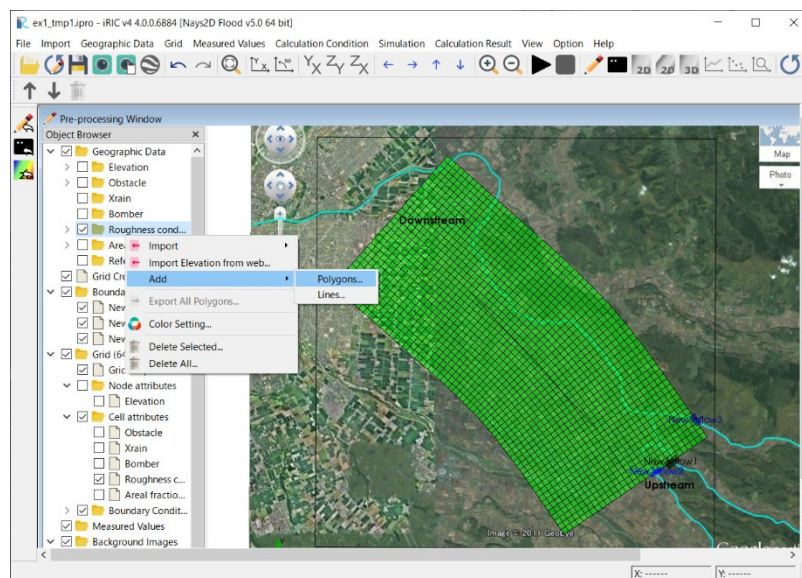 ex1_tmp1.ipro - iRIC v4 4.0.0.6884 [Nays2D Flood v5.0 64 bit]
File Import Geographic Data Grid Measured Values Calculation Condition Simulation Calculation Result View Option Help
Pre-processing Window
Object Browser
Geographic Data
Elevation
Obstacle
Xrain
Bomber
Roughness cond...
Import
Import Elevation from web...
Add
Polygons...
Lines...
Export All Polygons...
Color Setting...
Delete Selected...
Delete All...
Node attributes
Elevation
Cell attributes
Obstacle
Xrain
Bomber
Roughness c...
Areal fractio...
Boundary Condit...
Measured Values
Background Images
Map
Photo
Downstream
New Inflow3
New Inflow1
Upstream
Image © 2011 GeoEye
X: ------
Y: ------